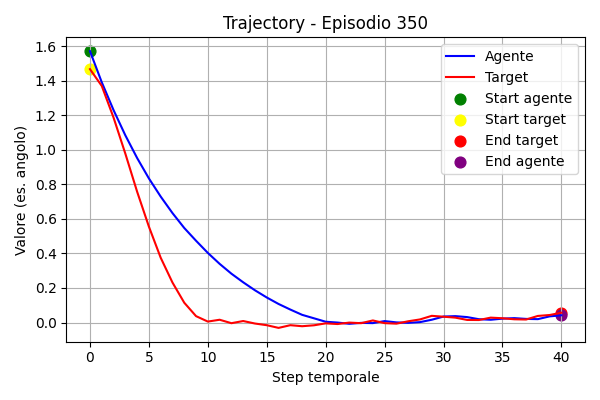 Trajectory - Episodio 350
Valore (es. angolo)
1.6
1.4
1.2
1.0
0.8
0.6
0.4
0.2
0.0
Agente
Target
Start agente
Start target
End target
End agente
0 5 10 15 20 25 30 35 40
Step temporale